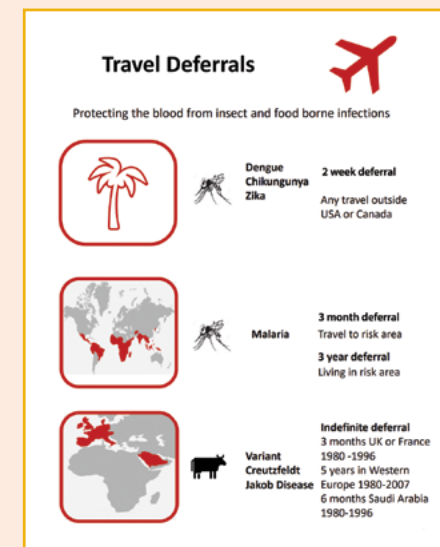 Travel Deferrals
Protecting the blood from insect and food borne infections
Dengue
Chikungunya
Zika
2 week deferral
Any travel outside
USA or Canada
Malaria
3 month deferral
Travel to risk area
3 year deferral
Living in risk area
Variant
Creutzfeldt
Jakob Disease
Indefinite deferral
3 months UK or France
1980 -1996
5 years in Western
Europe 1980-2007
6 months Saudi Arabia
1980-1996